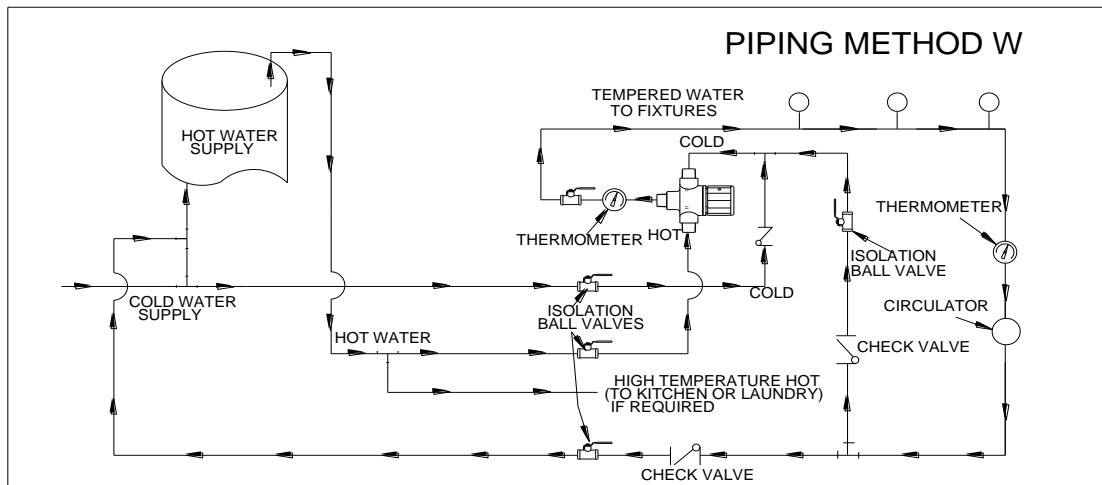 PIPING METHOD W
TEMPERED WATER
TO FIXTURES
HOT WATER
SUPPLY
COLD
THERMOMETER
HOT
THERMOMETER
ISOLATION
BALL VALVE
COLD WATER
SUPPLY
ISOLATION
BALL VALVES
COLD
CIRCULATOR
HOT WATER
CHECK VALVE
HIGH TEMPERATURE HOT
(TO KITCHEN OR LAUNDRY)
IF REQUIRED
CHECK VALVE